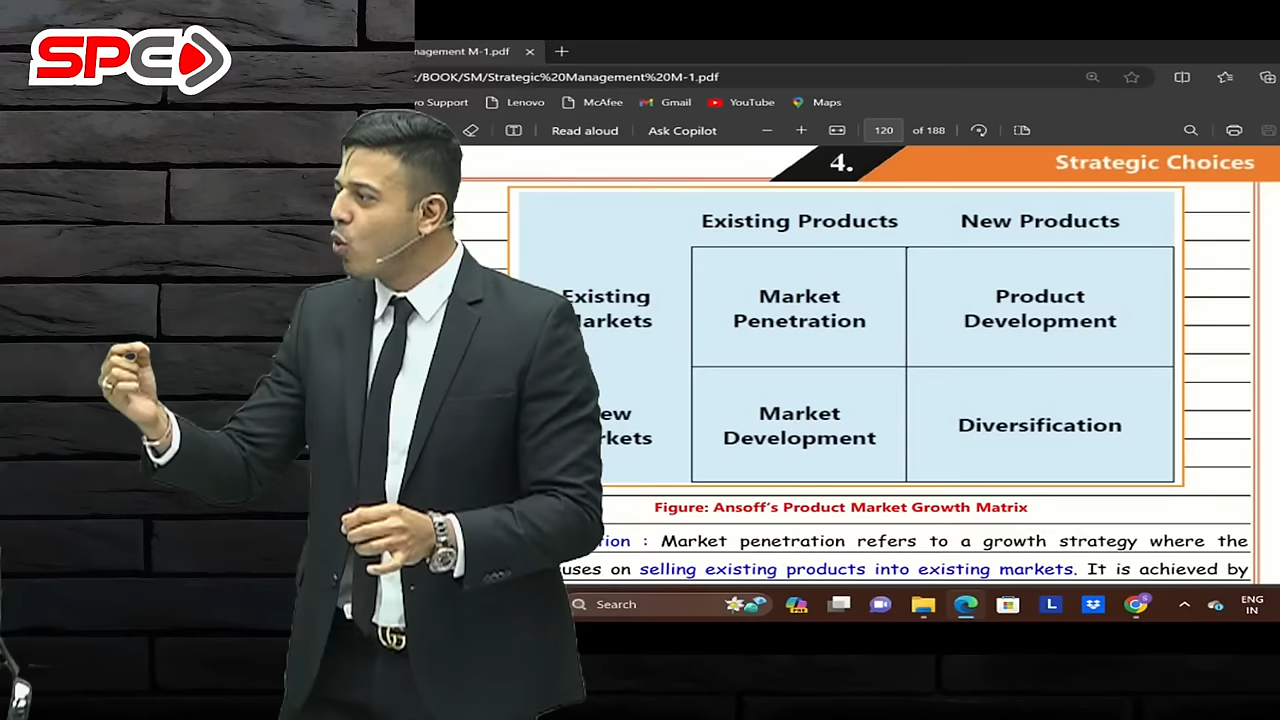 SPC
nagement M-1.pdf
:/BOOK/SM/Strategic%20Management%20M-1.pdf
vo Support Lenovo McAfee Gmail YouTube Maps
Read aloud Ask Copilot 120 of 188
4. Strategic Choices
Existing Products New Products
Existing Market Product
arkets Penetration Development
ew Market Diversification
rkets Development
Figure: Ansoff's Product Market Growth Matrix
tion : Market penetration refers to a growth strategy where the
uses on selling existing products into existing markets. It is achieved by
Search ENG
IN